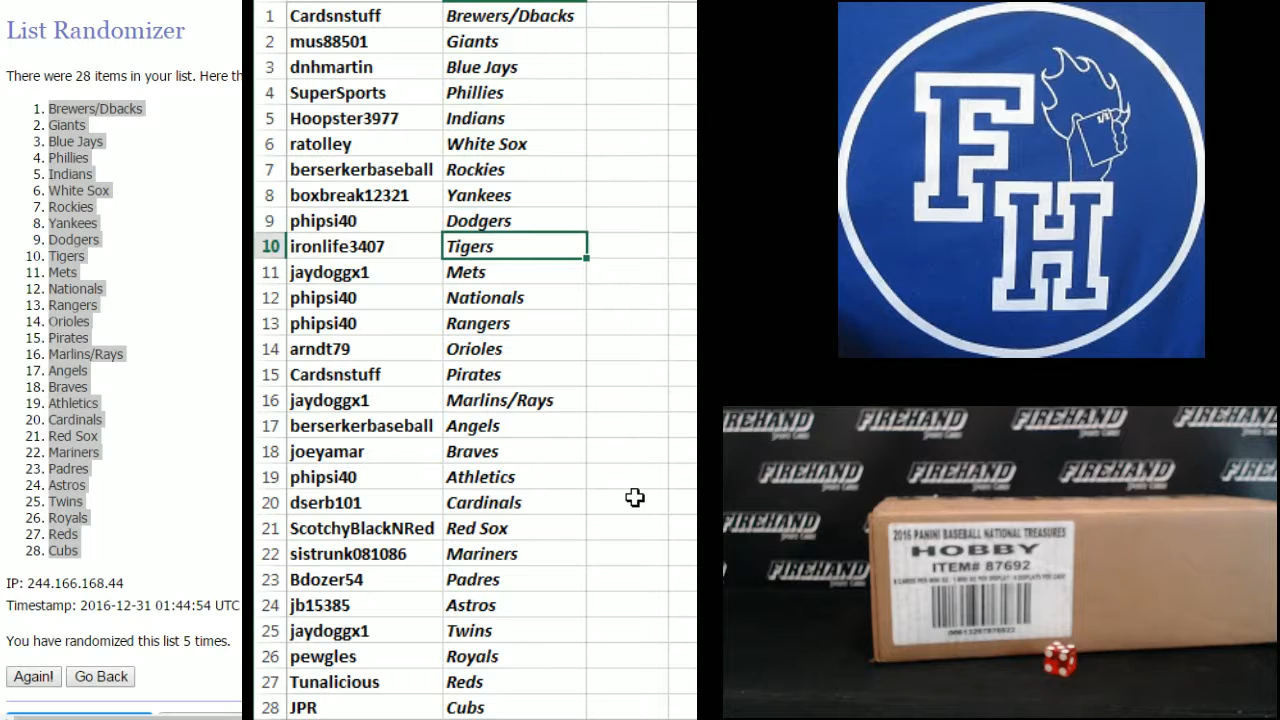 List Randomizer
There were 28 items in your list. Here th
1. Brewers/Dbacks
2. Giants
3. Blue Jays
4. Phillies
5. Indians
6. White Sox
7. Rockies
8. Yankees
9. Dodgers
10. Tigers
11. Mets
12. Nationals
13. Rangers
14. Orioles
15. Pirates
16. Marlins/Rays
17. Angels
18. Braves
19. Athletics
20. Cardinals
21. Red Sox
22. Mariners
23. Padres
24. Astros
25. Twins
26. Royals
27. Reds
28. Cubs
IP: 244.166.168.44
Timestamp: 2016-12-31 01:44:54 UTC
You have randomized this list 5 times.
Again! Go Back
1 Cardsnstuff Brewers/Dbacks
2 mus88501 Giants
3 dnhmartin Blue Jays
4 SuperSports Phillies
5 Hoopster3977 Indians
6 ratolley White Sox
7 berserkerbaseball Rockies
8 boxbreak12321 Yankees
9 phipsi40 Dodgers
10 ironlife3407 Tigers
11 jaydoggx1 Mets
12 phipsi40 Nationals
13 phipsi40 Rangers
14 arndt79 Orioles
15 Cardsnstuff Pirates
16 jaydoggx1 Marlins/Rays
17 berserkerbaseball Angels
18 joeyamar Braves
19 phipsi40 Athletics
20 dserb101 Cardinals
21 ScotchyBlackNRed Red Sox
22 sistrunk081086 Mariners
23 Bdozer54 Padres
24 jb15385 Astros
25 jaydoggx1 Twins
26 pewgles Royals
27 Tunalicious Reds
28 JPR Cubs
FH
1/1
REHAND FIREHAND FIREHAND FIREHAN
FIREHAND FIREHAND FIREHAND
FIREHAND
FIREHAND
2016 PANINI BASEBALL NATIONAL TREASURES
HOBBY
ITEM# 87692